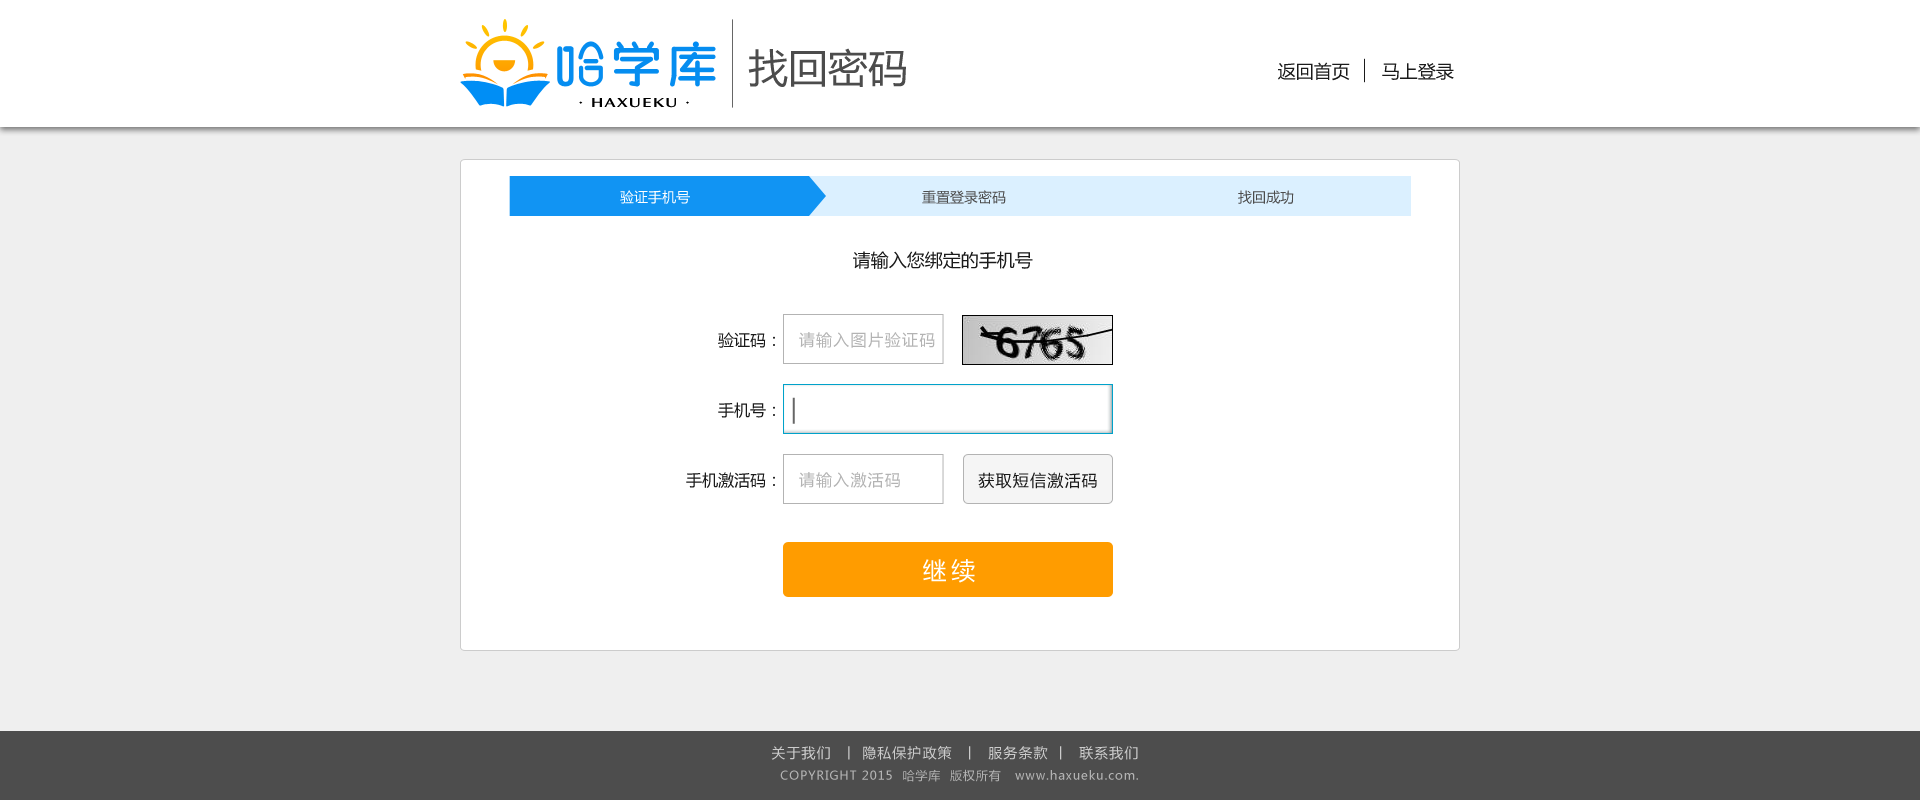 哈学库
· HAXUEKU ·
找回密码
返回首页 | 马上登录
验证手机号 重置登录密码 找回成功
请输入您绑定的手机号
验证码： 请输入图片验证码 6765
手机号：
手机激活码： 请输入激活码 获取短信激活码
继续
关于我们 | 隐私保护政策 | 服务条款 | 联系我们
COPYRIGHT 2015 哈学库 版权所有 www.haxueku.com.